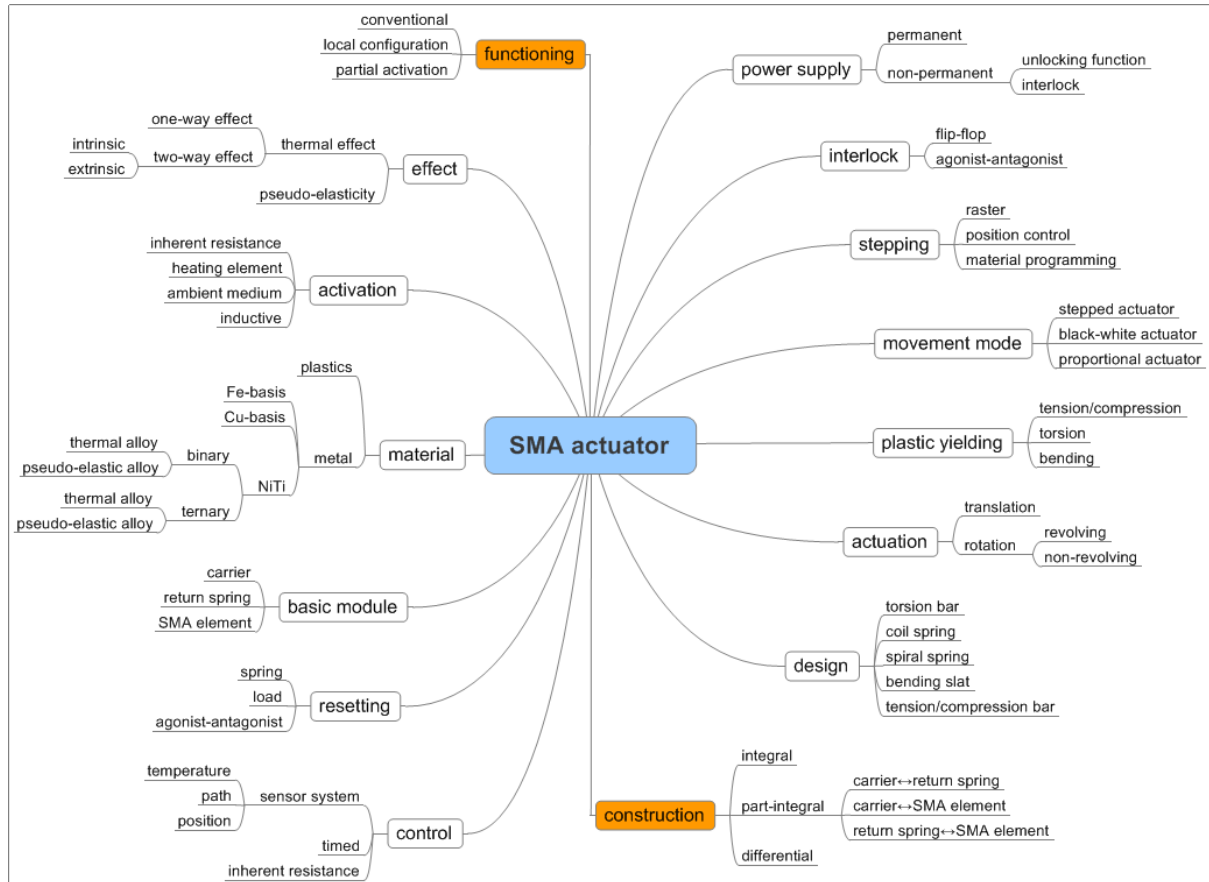 SMA actuator
functioning
conventional
local configuration
partial activation
effect
thermal effect
one-way effect
two-way effect
intrinsic
extrinsic
pseudo-elasticity
activation
inherent resistance
heating element
ambient medium
inductive
material
plastics
metal
Fe-basis
Cu-basis
NiTi
binary
thermal alloy
pseudo-elastic alloy
ternary
thermal alloy
pseudo-elastic alloy
basic module
carrier
return spring
SMA element
resetting
spring
load
agonist-antagonist
control
sensor system
temperature
path
position
timed
inherent resistance
power supply
permanent
non-permanent
unlocking function
interlock
interlock
flip-flop
agonist-antagonist
stepping
raster
position control
material programming
movement mode
stepped actuator
black-white actuator
proportional actuator
plastic yielding
tension/compression
torsion
bending
actuation
translation
rotation
revolving
non-revolving
design
torsion bar
coil spring
spiral spring
bending slat
tension/compression bar
construction
integral
part-integral
carrier↔return spring
carrier↔SMA element
return spring↔SMA element
differential